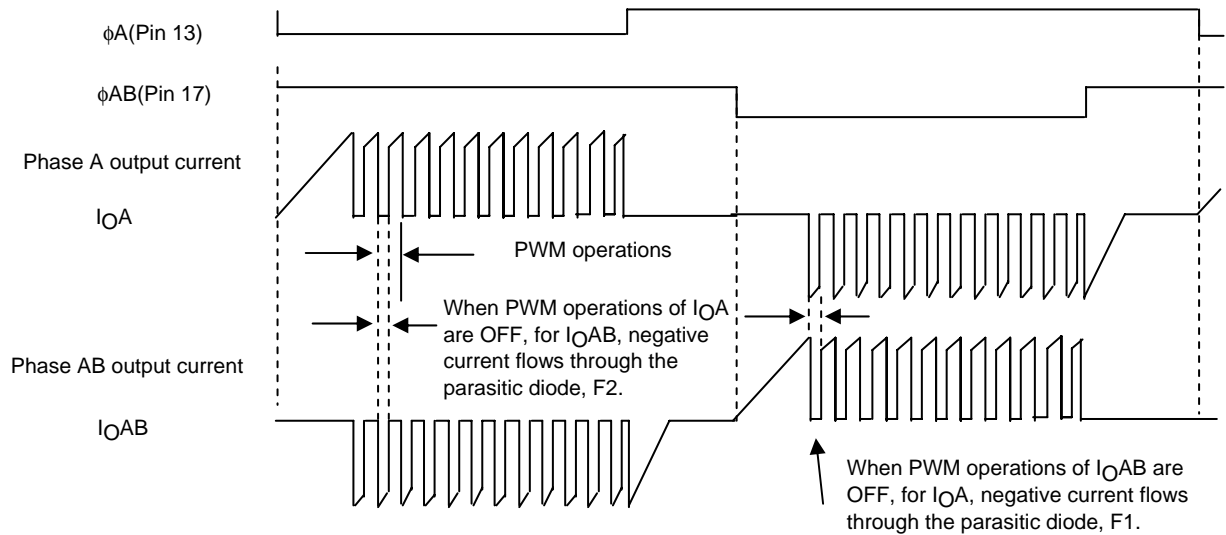 ϕA(Pin 13)
ϕAB(Pin 17)
Phase A output current
IOA
PWM operations
When PWM operations of IOA
are OFF, for IOAB, negative
current flows through the
parasitic diode, F2.
Phase AB output current
IOAB
When PWM operations of IOAB are
OFF, for IOA, negative current flows
through the parasitic diode, F1.